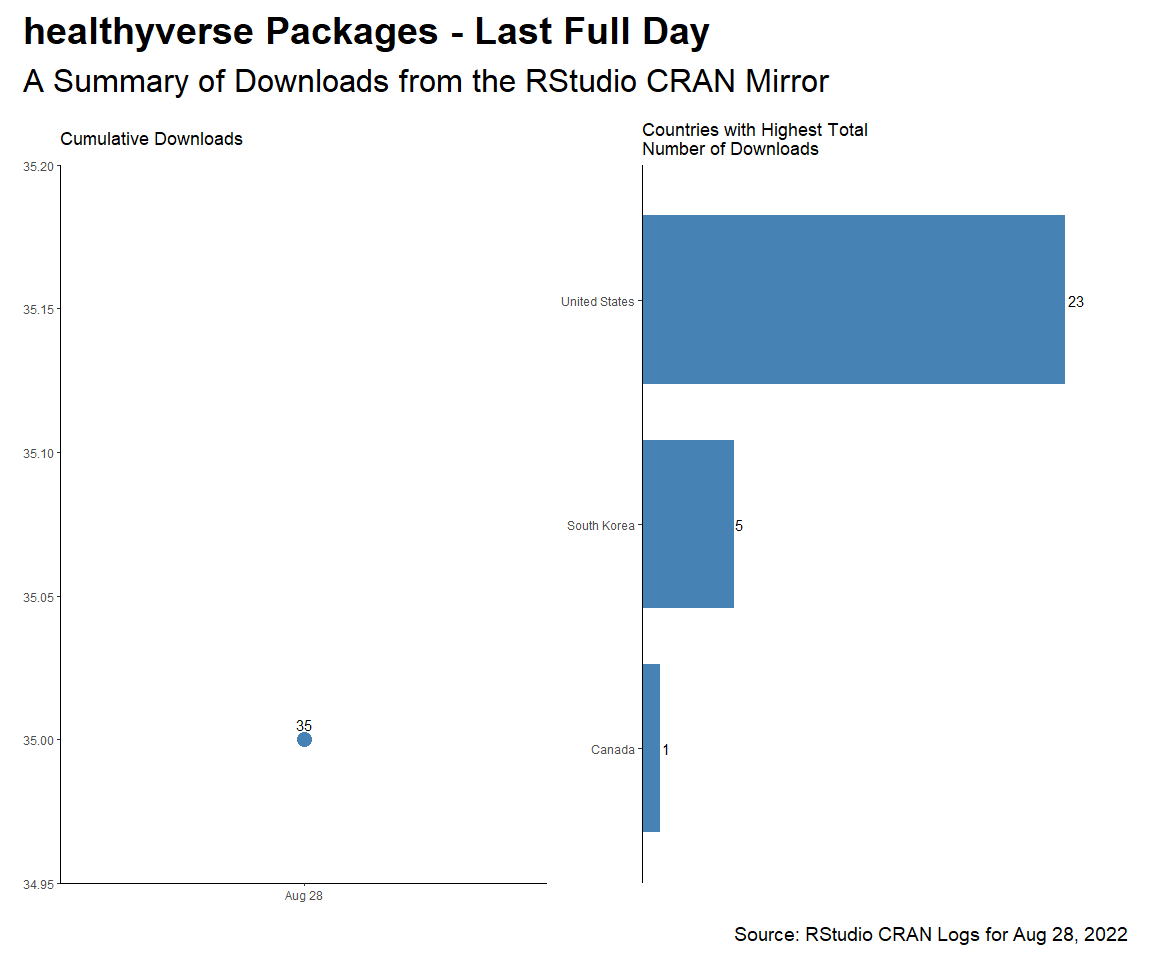 healthyverse Packages - Last Full Day
A Summary of Downloads from the RStudio CRAN Mirror
Cumulative Downloads
35.20
35.15
35.10
35.05
35.00
34.95
35
Aug 28
Countries with Highest Total
Number of Downloads
United States
23
South Korea
5
Canada
1
Source: RStudio CRAN Logs for Aug 28, 2022